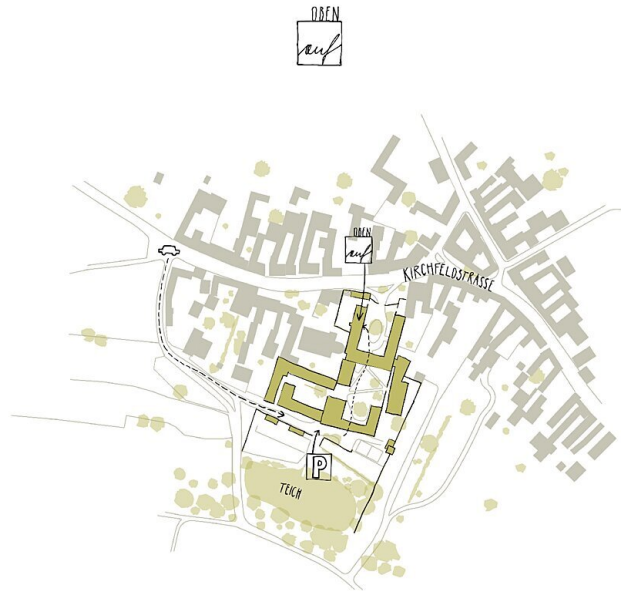 OBEN
auf
OBEN
auf
KIRCHFELDSTRASSE
P
TEICH